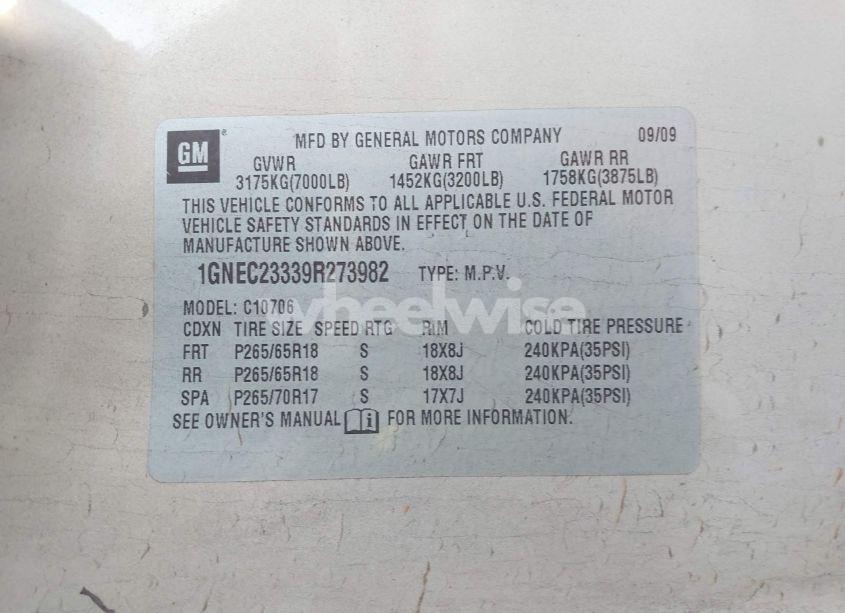 GM ® MFD BY GENERAL MOTORS COMPANY 09/09
GVWR GAWR FRT GAWR RR
3175KG(7000LB) 1452KG(3200LB) 1758KG(3875LB)
THIS VEHICLE CONFORMS TO ALL APPLICABLE U.S. FEDERAL MOTOR
VEHICLE SAFETY STANDARDS IN EFFECT ON THE DATE OF
MANUFACTURE SHOWN ABOVE.
1GNEC23339R273982 TYPE: M.P.V.
MODEL: C10706
wheelwise
CDXN TIRE SIZE SPEED RTG RIM COLD TIRE PRESSURE
FRT P265/65R18 S 18X8J 240KPA(35PSI)
RR P265/65R18 S 18X8J 240KPA(35PSI)
SPA P265/70R17 S 17X7J 240KPA(35PSI)
SEE OWNER'S MANUAL i FOR MORE INFORMATION.